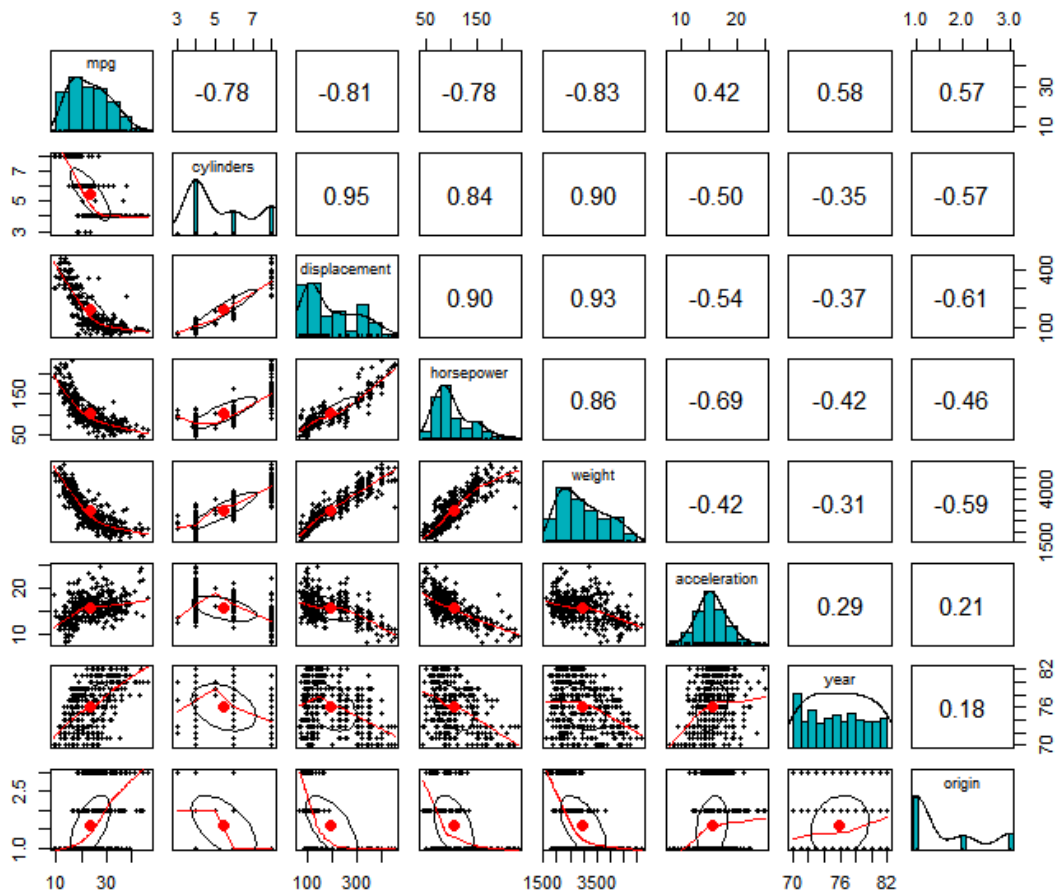 3 5 7 50 150 10 20 1.0 2.0 3.0
mpg
-0.78 -0.81 -0.78 -0.83 0.42 0.58 0.57
10 30
3 5 7
cylinders
0.95 0.84 0.90 -0.50 -0.35 -0.57
displacement
0.90 0.93 -0.54 -0.37 -0.61
100 400
50 150
horsepower
0.86 -0.69 -0.42 -0.46
weight
-0.42 -0.31 -0.59
1500 4000
10 20
acceleration
0.29 0.21
year
0.18
70 76 82
1.0 2.5
origin
10 30 100 300 1500 3500 70 76 82